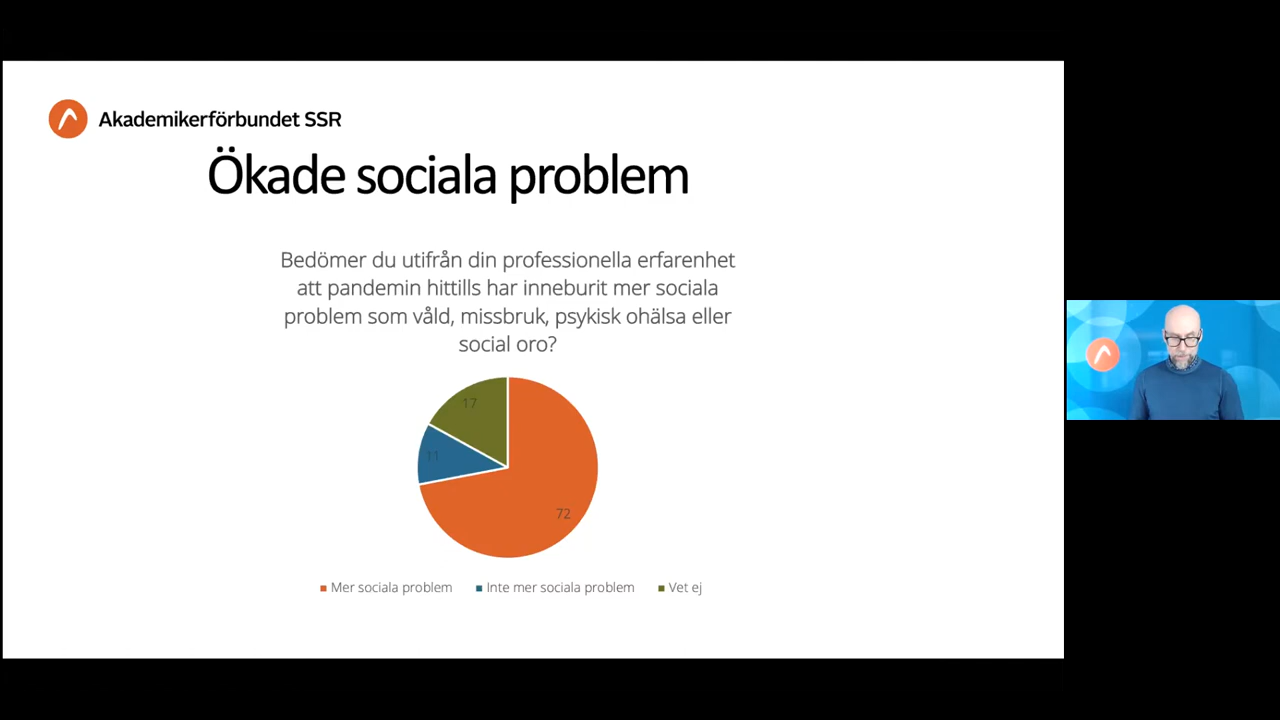 Akademikerförbundet SSR
Ökade sociala problem
Bedömer du utifrån din professionella erfarenhet
att pandemin hittills har inneburit mer sociala
problem som våld, missbruk, psykisk ohälsa eller
social oro?
17
11
72
Mer sociala problem
Inte mer sociala problem
Vet ej